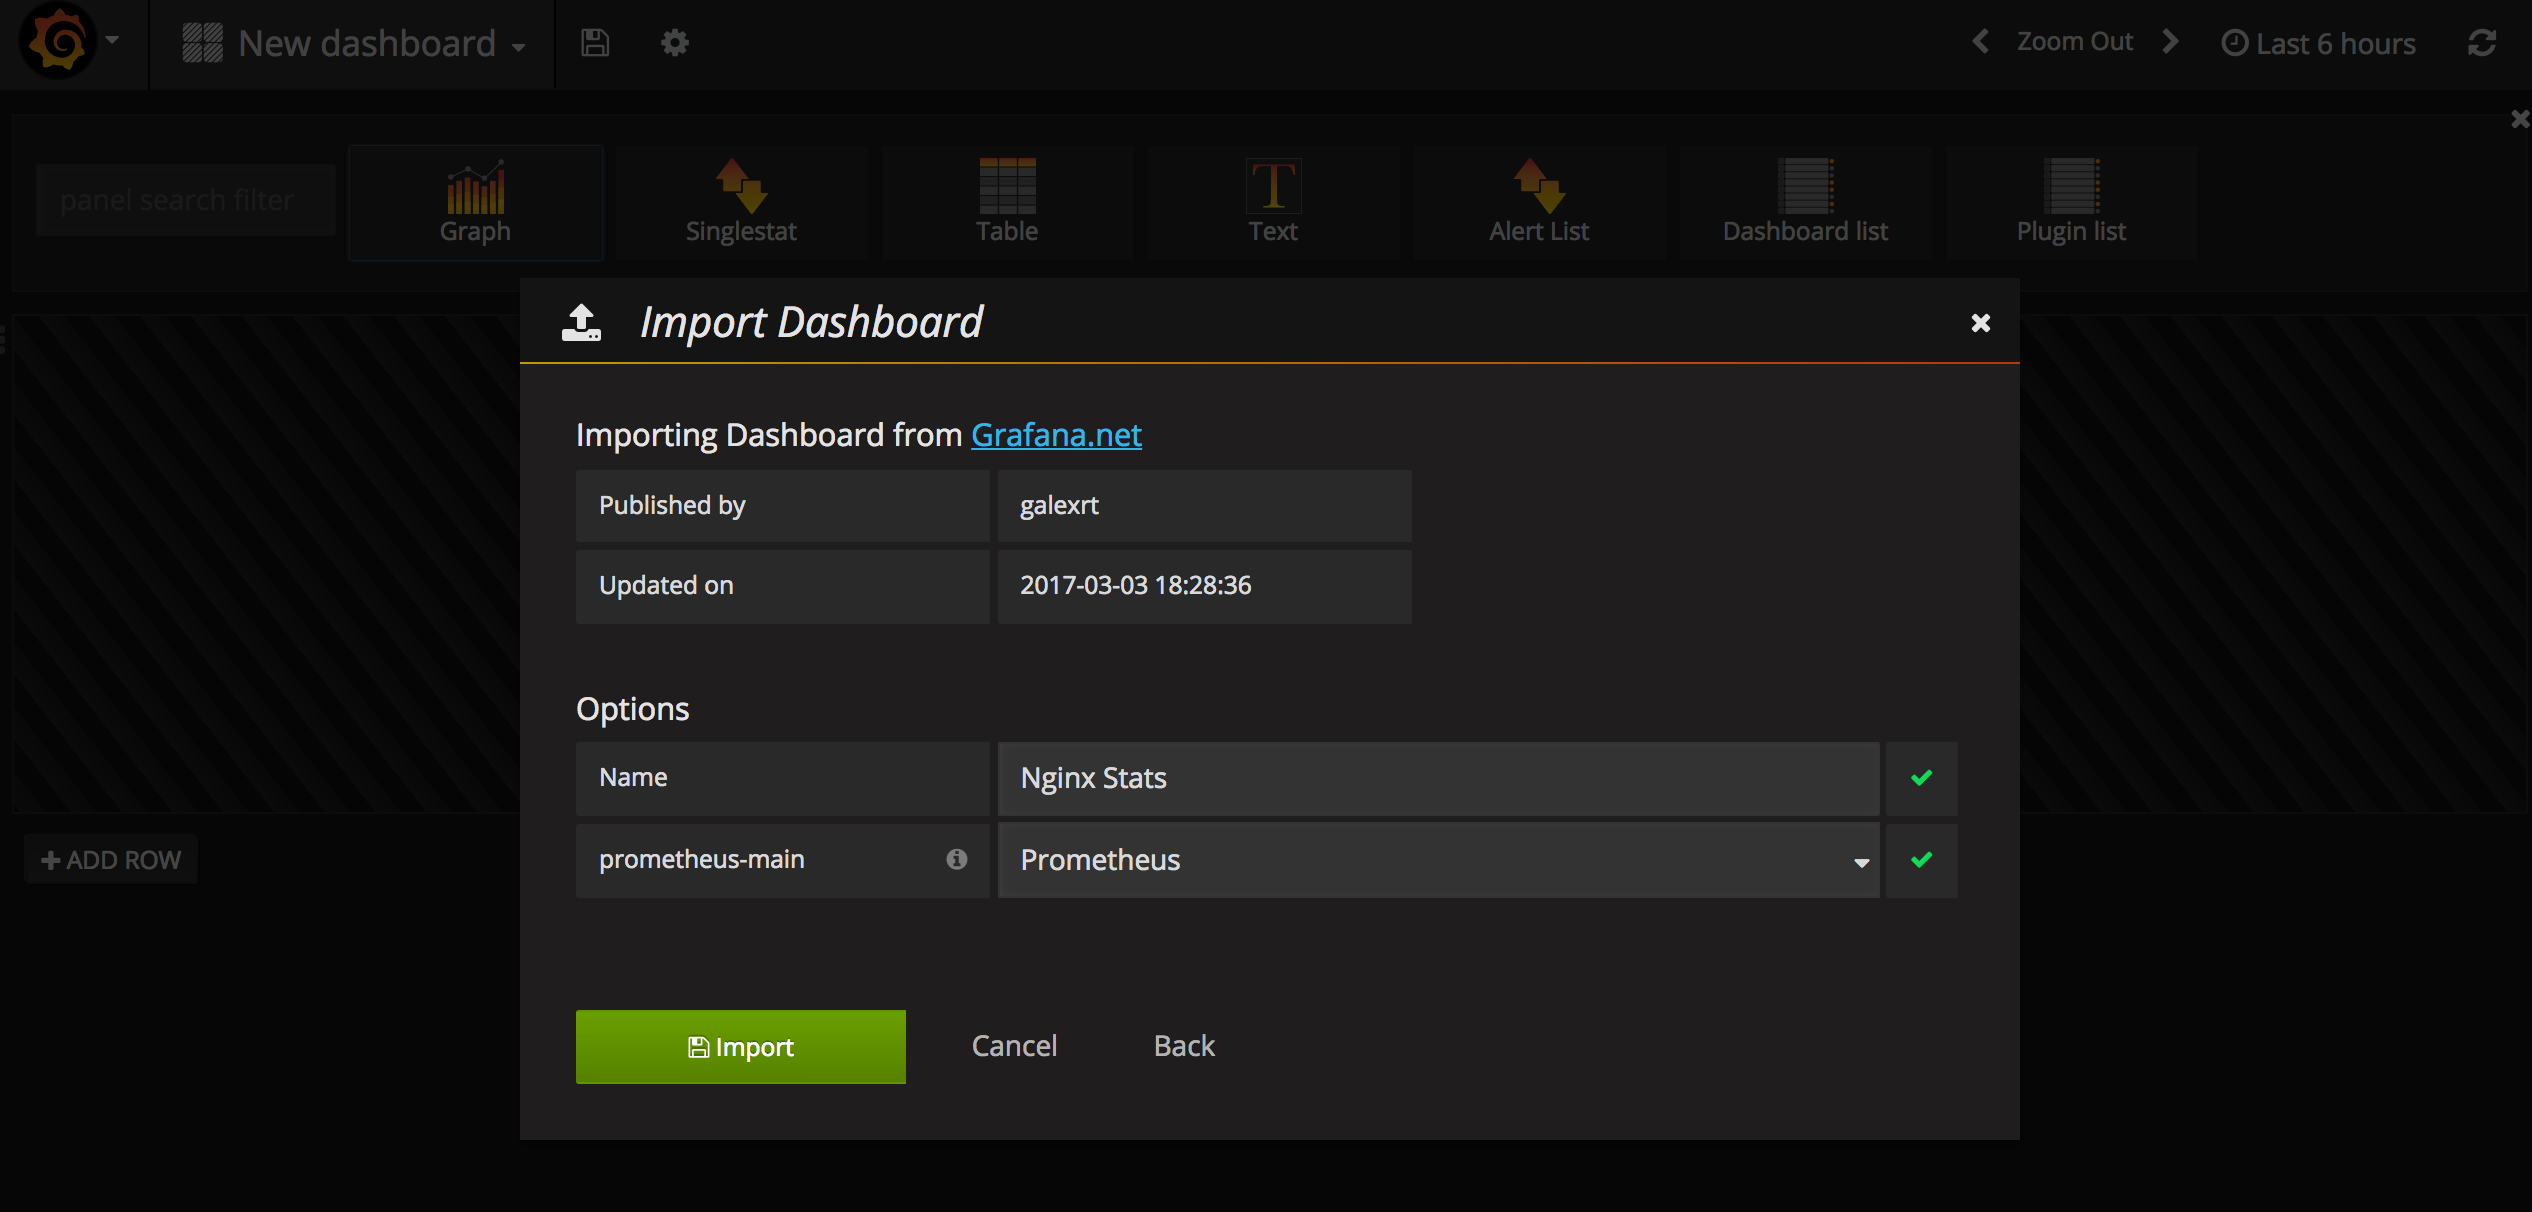 New dashboard
Zoom Out
Last 6 hours
panel search filter
Graph
Singlestat
Table
Text
Alert List
Dashboard list
Plugin list
Import Dashboard
Importing Dashboard from Grafana.net
Published by galexrt
Updated on 2017-03-03 18:28:36
Options
Name Nginx Stats
prometheus-main Prometheus
ADD ROW
Import Cancel Back